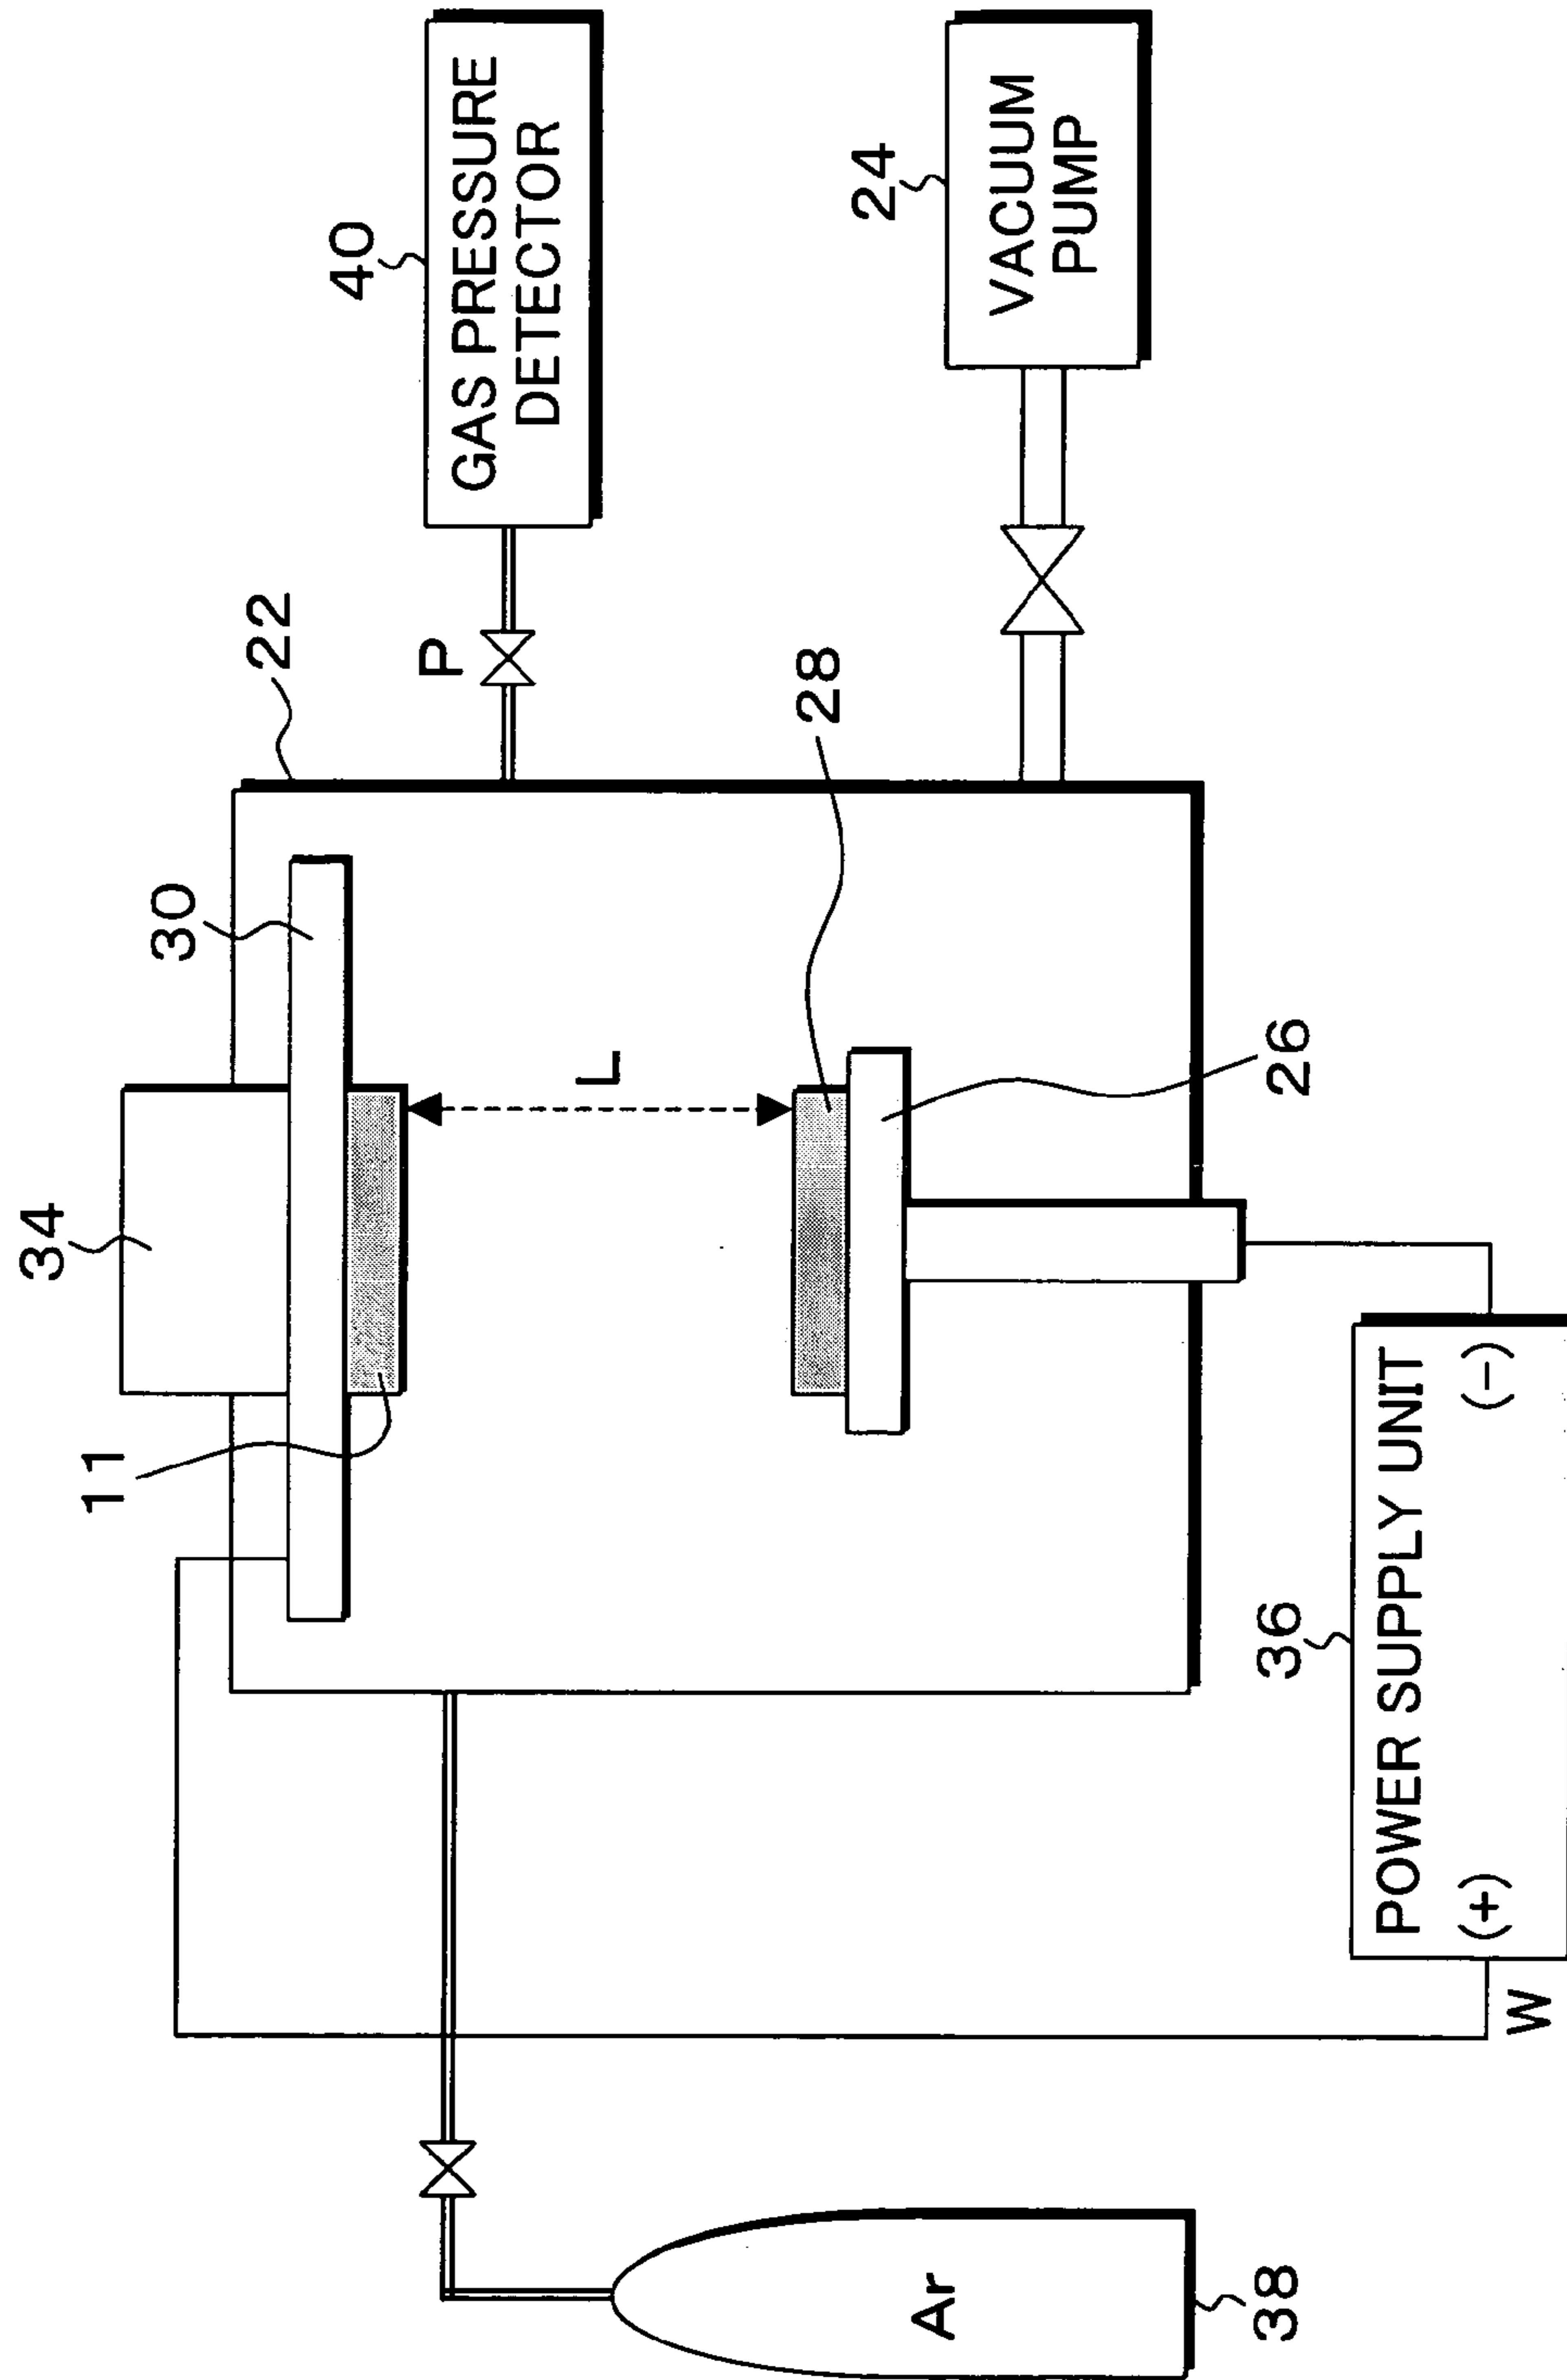 34
11
30
22
40
GAS PRESSURE
DETECTOR
P
L
28
24
VACUUM
PUMP
26
36
POWER SUPPLY UNIT
(+)
(-)
W
Ar
38